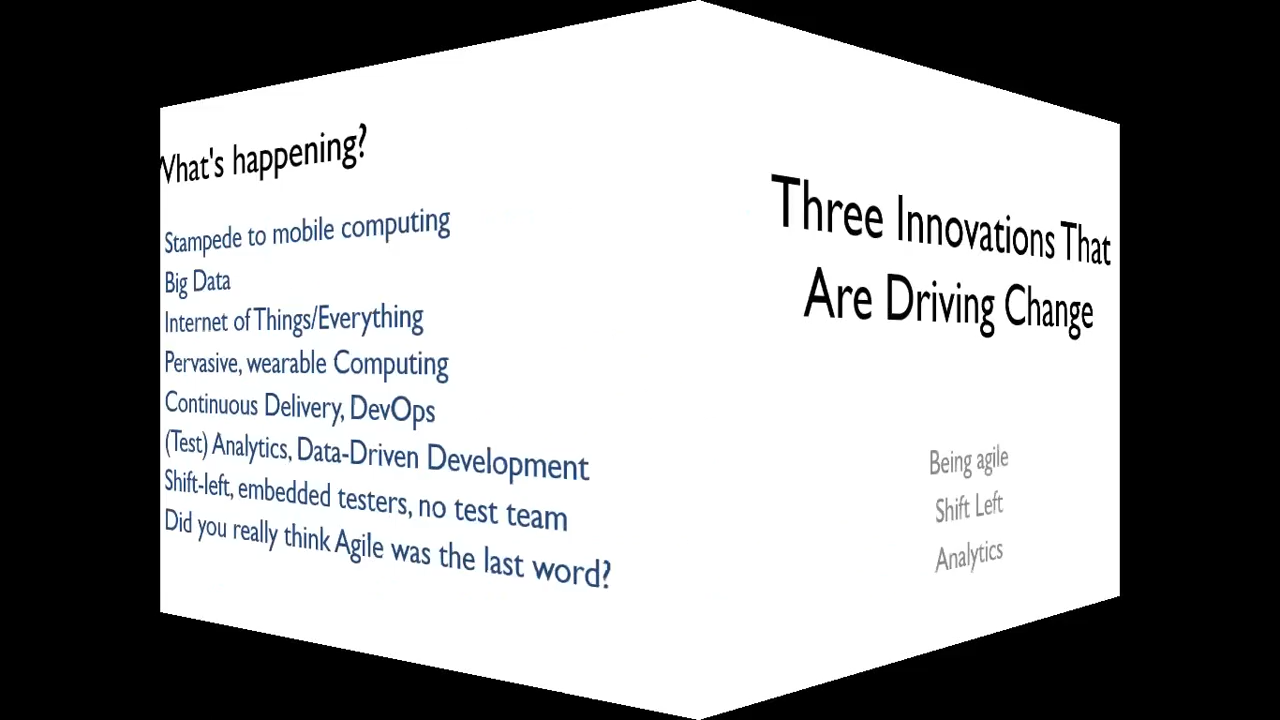 What's happening?
Stampede to mobile computing
Big Data
Internet of Things/Everything
Pervasive, wearable Computing
Continuous Delivery, DevOps
(Test) Analytics, Data-Driven Development
Shift-left, embedded testers, no test team
Did you really think Agile was the last word?
Three Innovations That
Are Driving Change
Being agile
Shift Left
Analytics